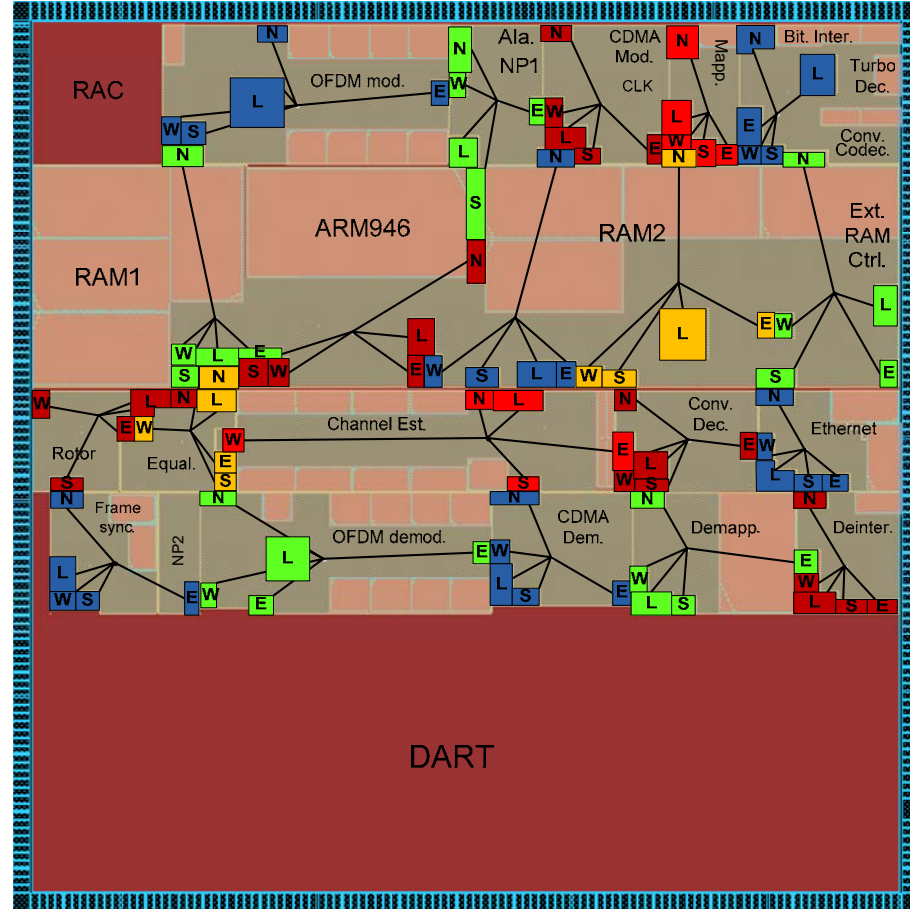 N
N
Ala.
NP1
N
CDMA
Mod.
CLK
N
Mapp.
N
Bit. Inter.
L
Turbo
Dec.
RAC
L
OFDM mod.
E
W
E
W
L
E
Conv.
Codec.
W
S
N
L
L
N
S
E
W
N
S
E
W
S
N
S
ARM946
RAM2
Ext.
RAM
Ctrl.
N
RAM1
L
L
L
E
W
W
L
E
S
N
S
W
E
W
S
L
E
W
S
S
E
W
L
N
L
N
L
N
N
E
W
Channel Est.
Conv.
Dec.
Ethernet
W
E
E
W
Rotor
Equal.
E
L
L
S
S
W
S
S
S
E
N
N
N
N
N
Frame
sync.
NP2
OFDM demod.
CDMA
Dem.
Demapp.
Deinter.
L
L
E
W
E
W
S
E
W
E
L
S
E
W
L
S
W
L
S
E
DART